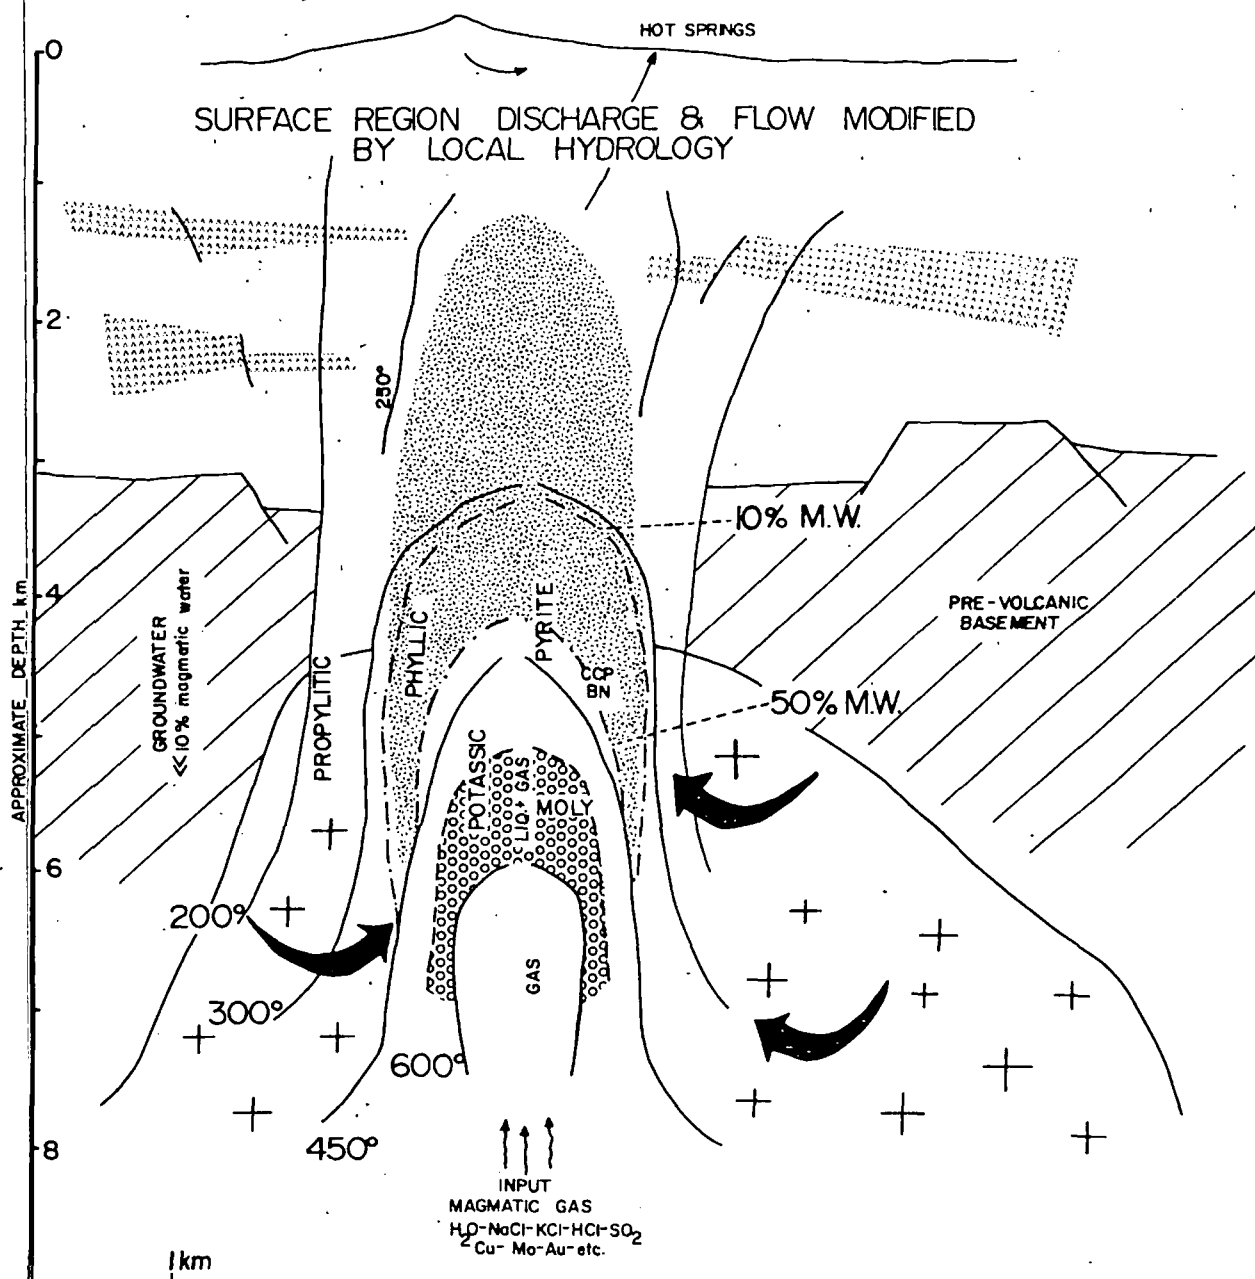 0
HOT SPRINGS
SURFACE REGION DISCHARGE & FLOW MODIFIED
BY LOCAL HYDROLOGY
2
250°
10% M.W.
4
APPROXIMATE DEPTH km
GROUNDWATER
<<10% magmatic water
PROPYLITIC
PHYLLIC
PYRITE
CCP
BN
PRE-VOLCANIC
BASEMENT
50% M.W.
POTASSIC
LIQ.+ GAS
MOLY
6
200°
GAS
300°
600°
450°
8
INPUT
MAGMATIC GAS
H2O-NaCl-KCl-HCl-SO2
Cu-Mo-Au-etc.
1km